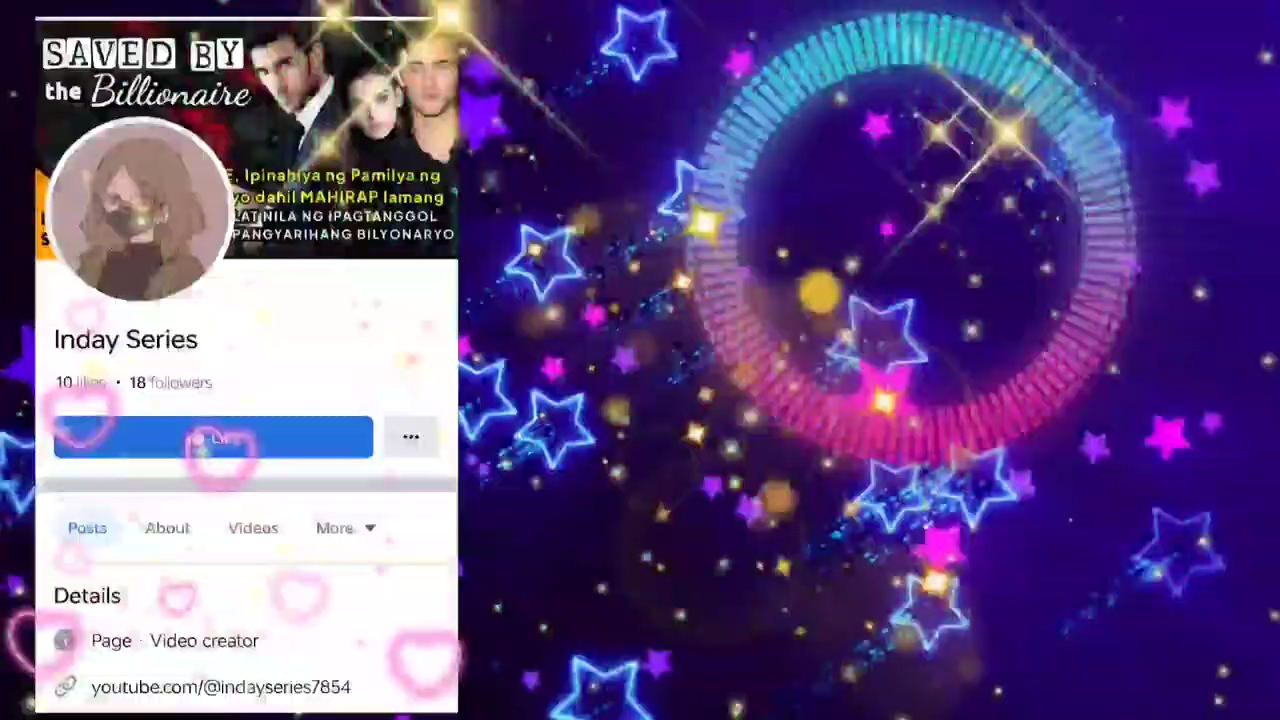 SAVED BY
the Billionaire
E, Ipinahiya ng Pamilya ng
yo dahil MAHIRAP lamang
LAT NILA NG IPAGTANGGOL
PANGYARIHANG BILYONARYO
Inday Series
10 likes • 18 followers
Posts About Videos More
Details
Page · Video creator
youtube.com/@indayseries7854